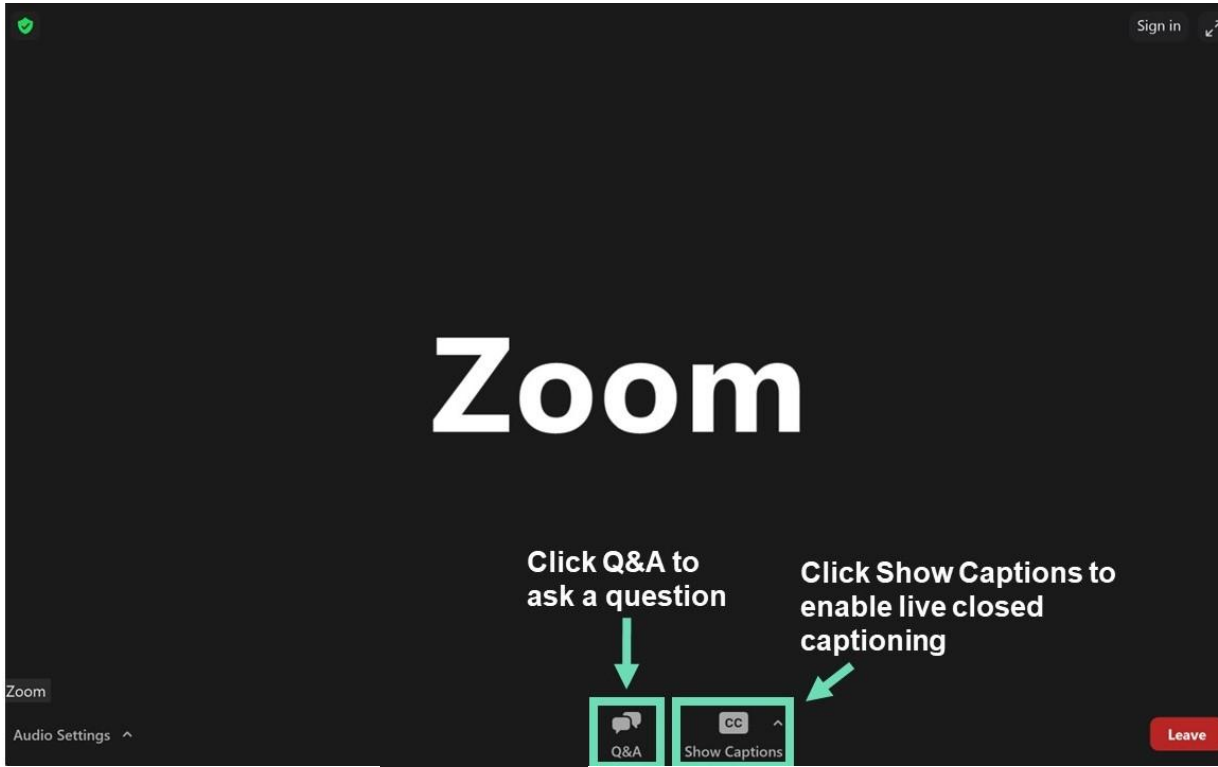 Sign in
Zoom
Click Q&A to
ask a question
Click Show Captions to
enable live closed
captioning
Zoom
Audio Settings
CC
Q&A
Show Captions
Leave